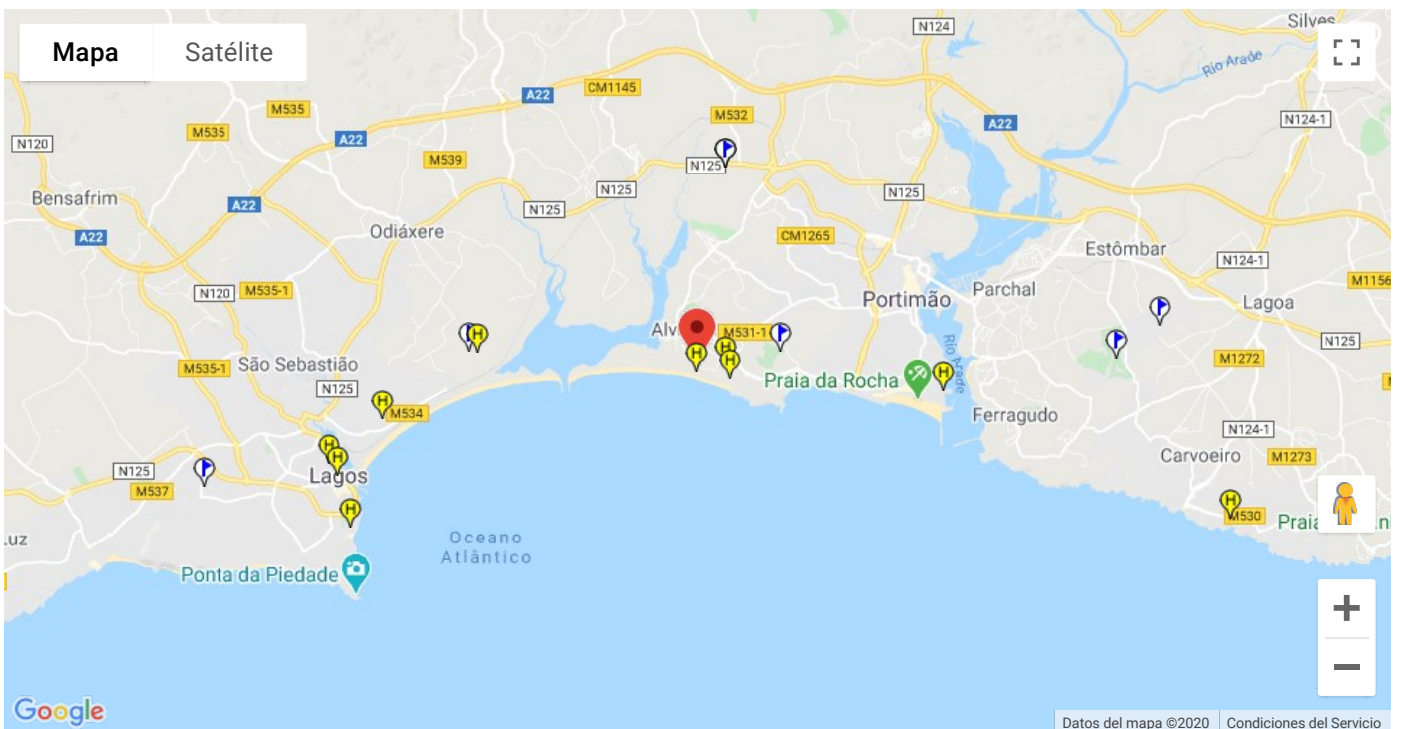 Mapa
Satélite
Silves
N124
Rio Arade
CM1145
A22
M535
M532
N124-1
A22
M535
A22
N120
M539
N125
N125
N125
Bensafrim
N125
A22
Odiáxere
CM1265
A22
Estômbar
N124-1
M1156
N120
M535-1
Portimão
Parchal
Lagoa
M531-1
N125
Rio Arade
São Sebastião
M535-1
M1272
Praia da Rocha
N125
H
H
H
H
H
H
M534
Ferragudo
N124-1
H
H
Carvoeiro
M1273
N125
Lagos
M537
H
H
M530
Oceano
Atlântico
Ponta da Piedade
Google
Datos del mapa ©2020
Condiciones del Servicio